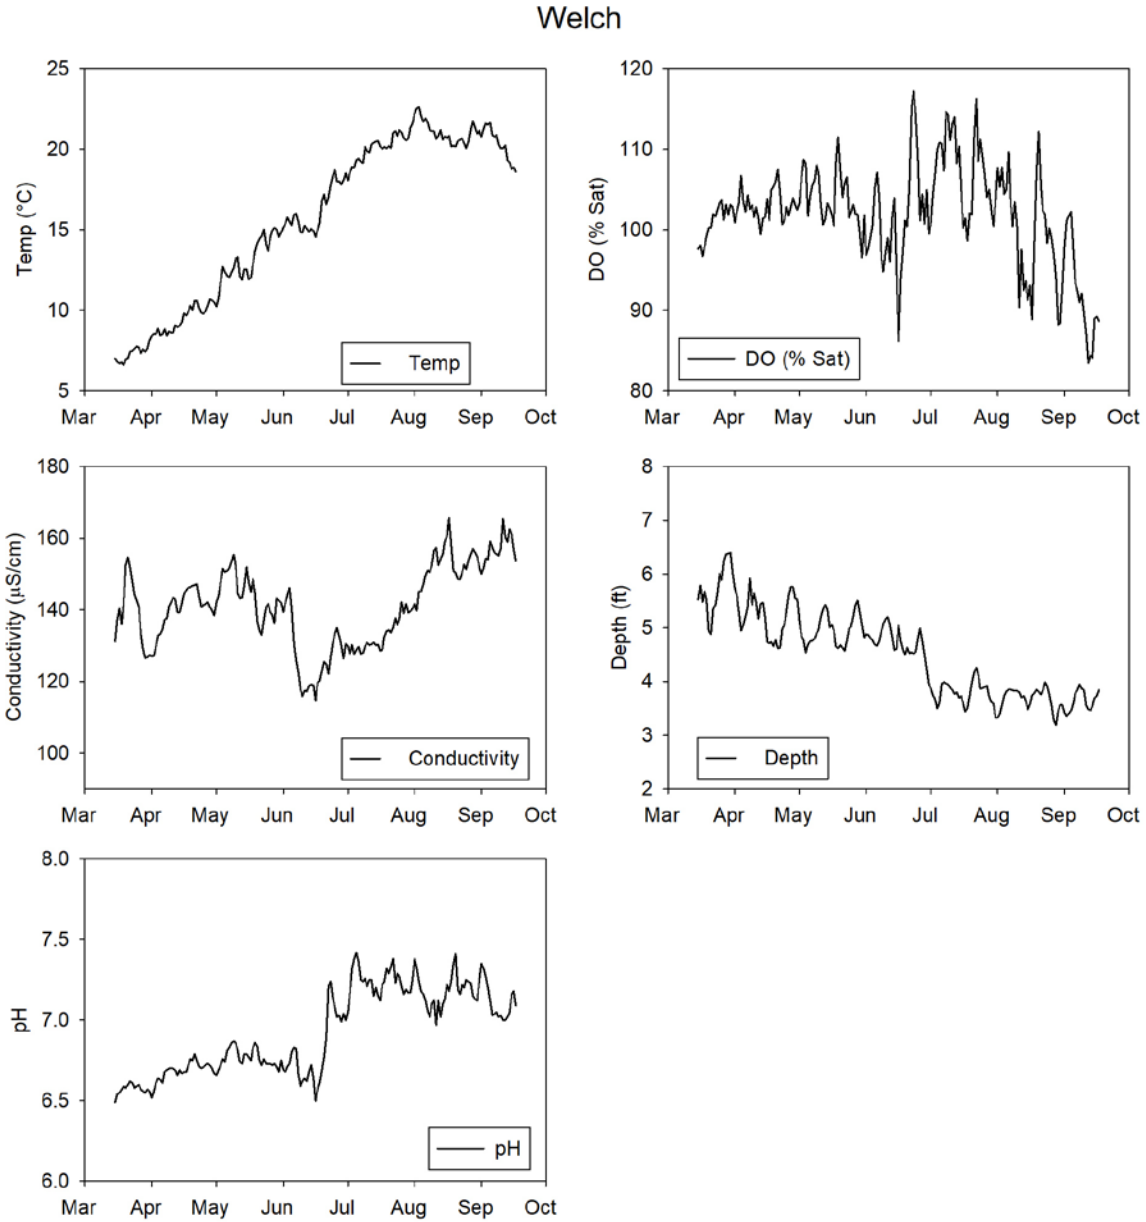 Welch
25
20
15
10
5
Temp (°C)
Temp
Mar Apr May Jun Jul Aug Sep Oct
120
110
100
90
80
DO (% Sat)
DO (% Sat)
Mar Apr May Jun Jul Aug Sep Oct
180
160
140
120
100
Conductivity (µS/cm)
Conductivity
Mar Apr May Jun Jul Aug Sep Oct
8
7
6
5
4
3
2
Depth (ft)
Depth
Mar Apr May Jun Jul Aug Sep Oct
8.0
7.5
7.0
6.5
6.0
pH
pH
Mar Apr May Jun Jul Aug Sep Oct